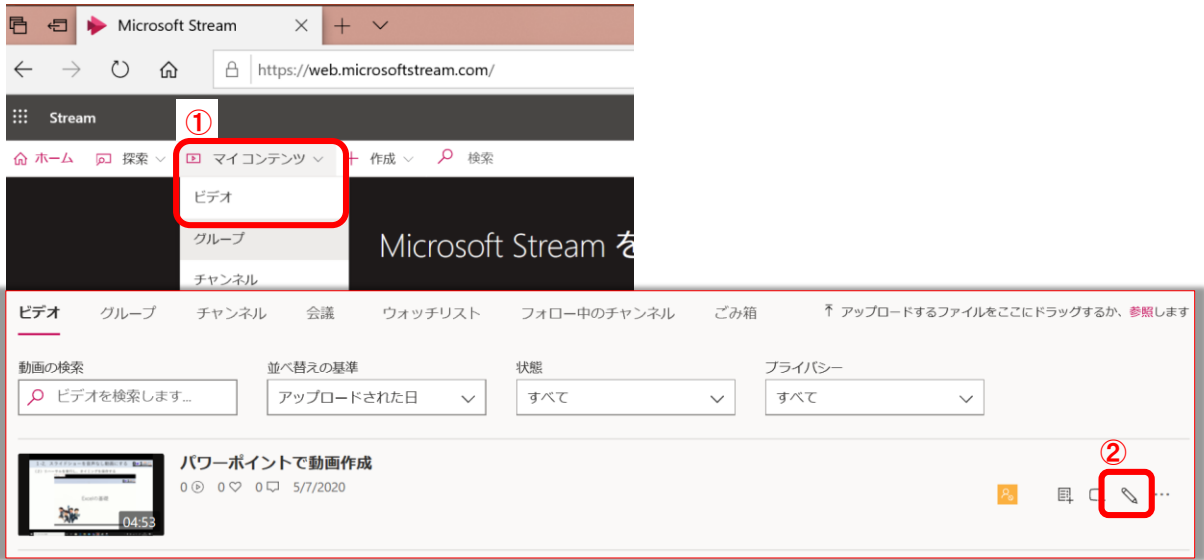 Microsoft Stream
https://web.microsoftstream.com/
Stream
①
ホーム 探索 マイ コンテンツ 作成 検索
ビデオ
グループ
チャンネル
Microsoft Stream を
ビデオ グループ チャンネル 会議 ウォッチリスト フォロー中のチャンネル ごみ箱 アップロードするファイルをここにドラッグするか、参照します
動画の検索 並べ替えの基準 状態 プライバシー
ビデオを検索します... アップロードされた日 すべて すべて
パワーポイントで動画作成
0 0 0 5/7/2020
04:53
②